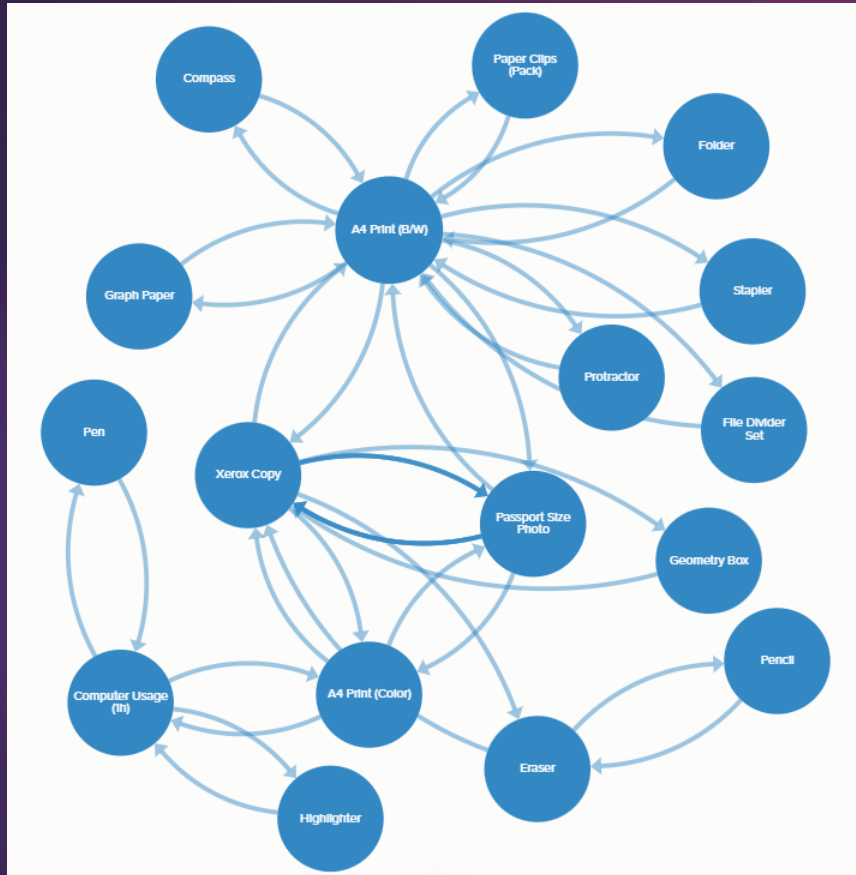 Paper Clips
(Pack)
Compass
Folder
A4 Print (B/W)
Stapler
Graph Paper
Protractor
File Divider
Set
Pen
Xerox Copy
Passport Size
Photo
Geometry Box
Pencil
Computer Usage
(1h)
A4 Print (Color)
Eraser
Highlighter